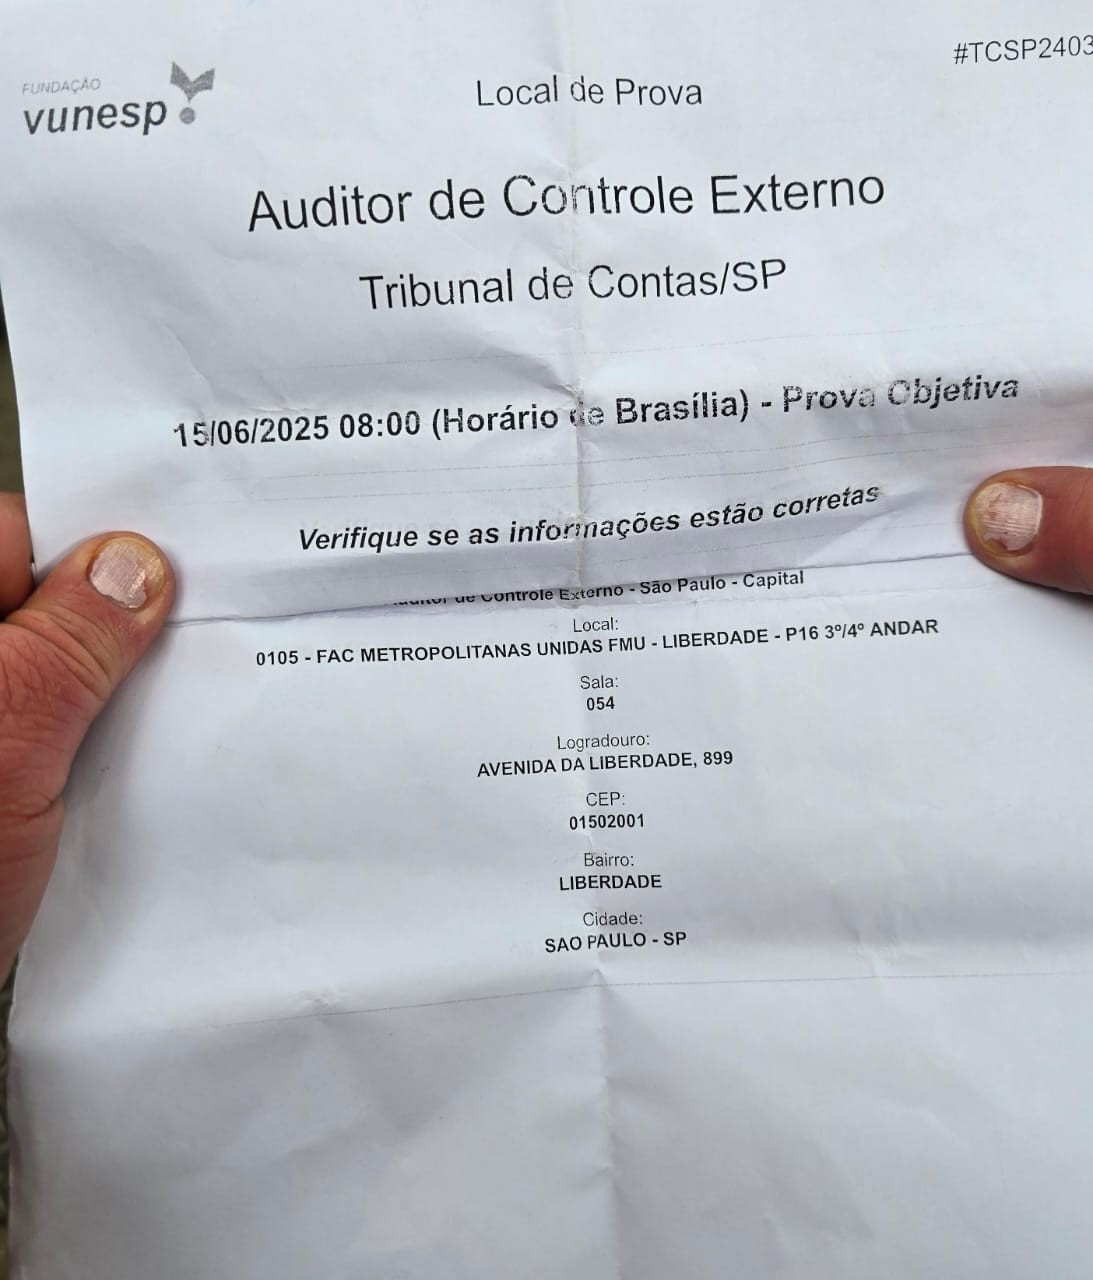 #TCSP2403
FUNDAÇÃO
vunesp
Local de Prova
Auditor de Controle Externo
Tribunal de Contas/SP
15/06/2025 08:00 (Horário de Brasília) - Prova Objetiva
Verifique se as informações estão corretas
Auditor de Controle Externo - São Paulo - Capital
Local:
0105 - FAC METROPOLITANAS UNIDAS FMU - LIBERDADE - P16 3º/4º ANDAR
Sala:
054
Logradouro:
AVENIDA DA LIBERDADE, 899
CEP:
01502001
Bairro:
LIBERDADE
Cidade:
SAO PAULO - SP